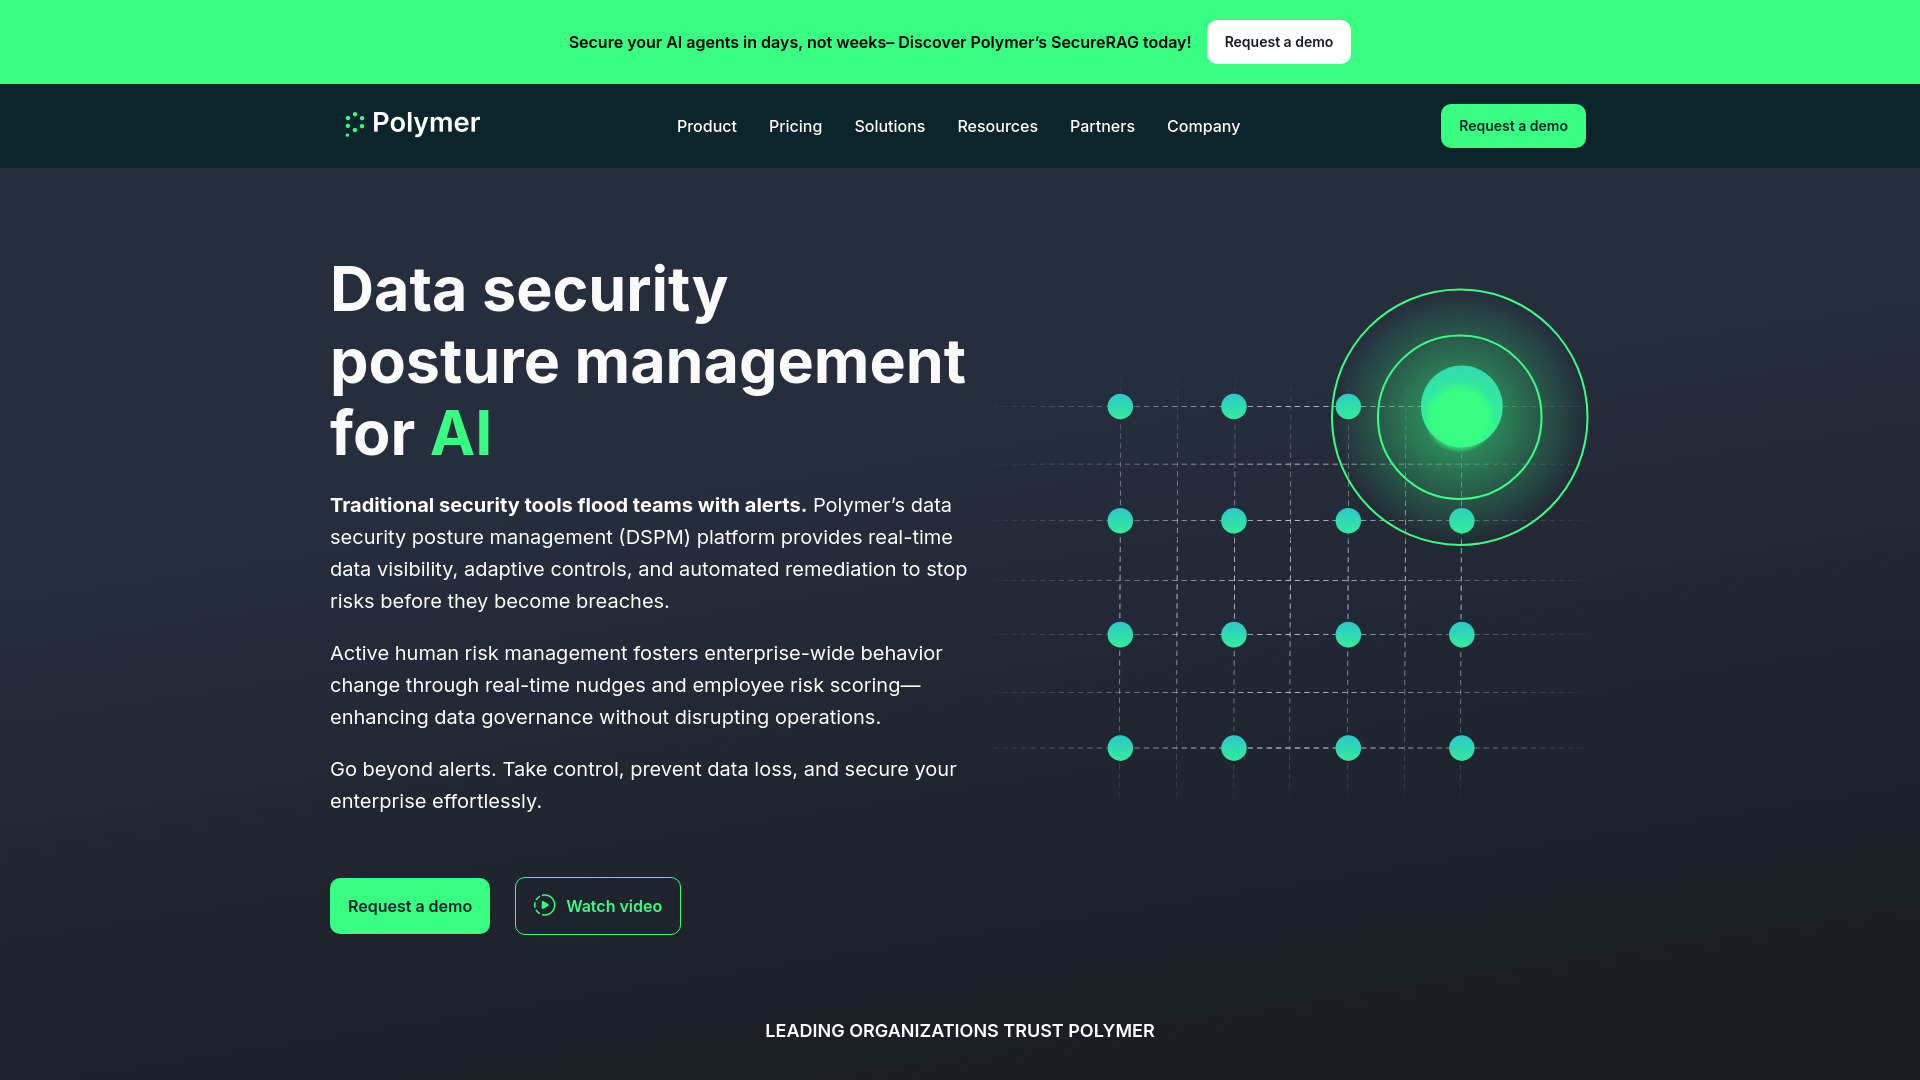 Secure your AI agents in days, not weeks– Discover Polymer’s SecureRAG today!
Request a demo
Polymer
Product
Pricing
Solutions
Resources
Partners
Company
Request a demo
Data security
posture management
for AI
Traditional security tools flood teams with alerts. Polymer’s data
security posture management (DSPM) platform provides real-time
data visibility, adaptive controls, and automated remediation to stop
risks before they become breaches.
Active human risk management fosters enterprise-wide behavior
change through real-time nudges and employee risk scoring—
enhancing data governance without disrupting operations.
Go beyond alerts. Take control, prevent data loss, and secure your
enterprise effortlessly.
Request a demo
Watch video
LEADING ORGANIZATIONS TRUST POLYMER